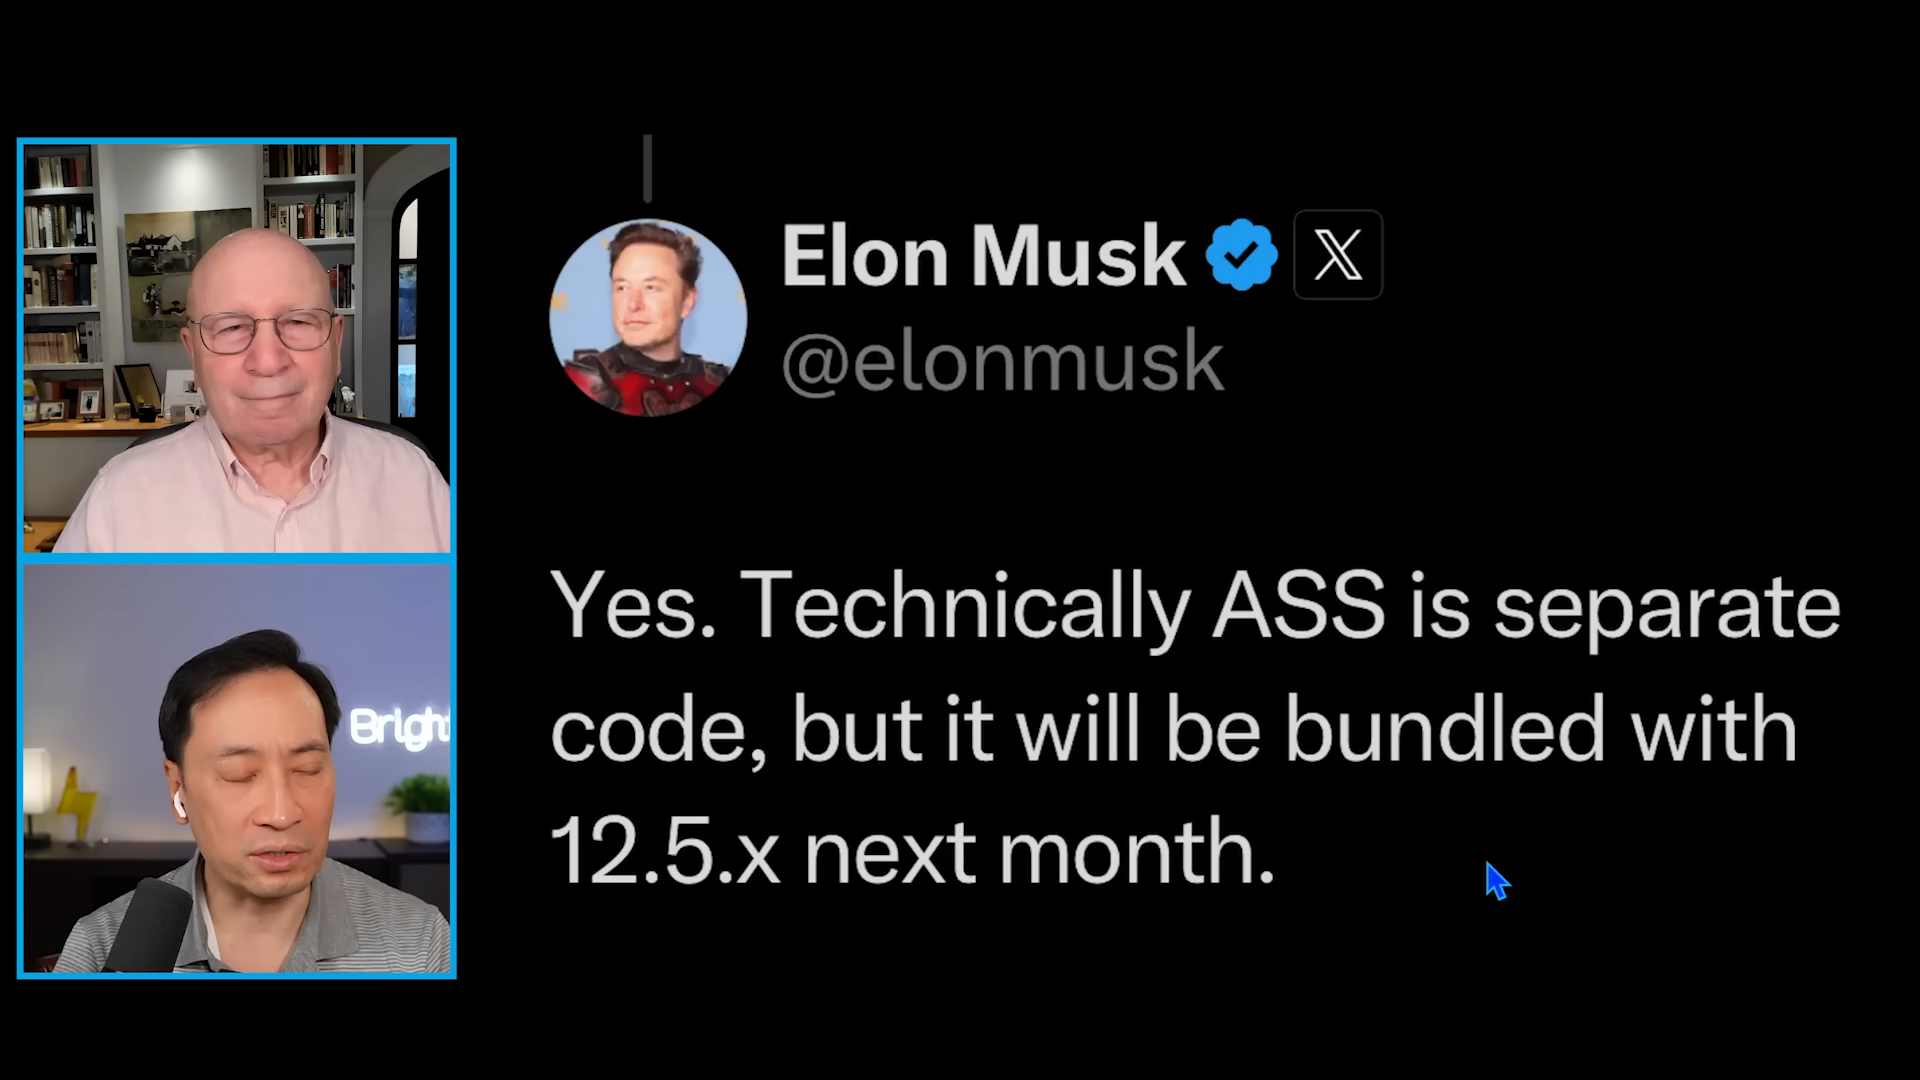 Elon Musk
@elonmusk
Yes. Technically ASS is separate
code, but it will be bundled with
12.5.x next month.
Bright